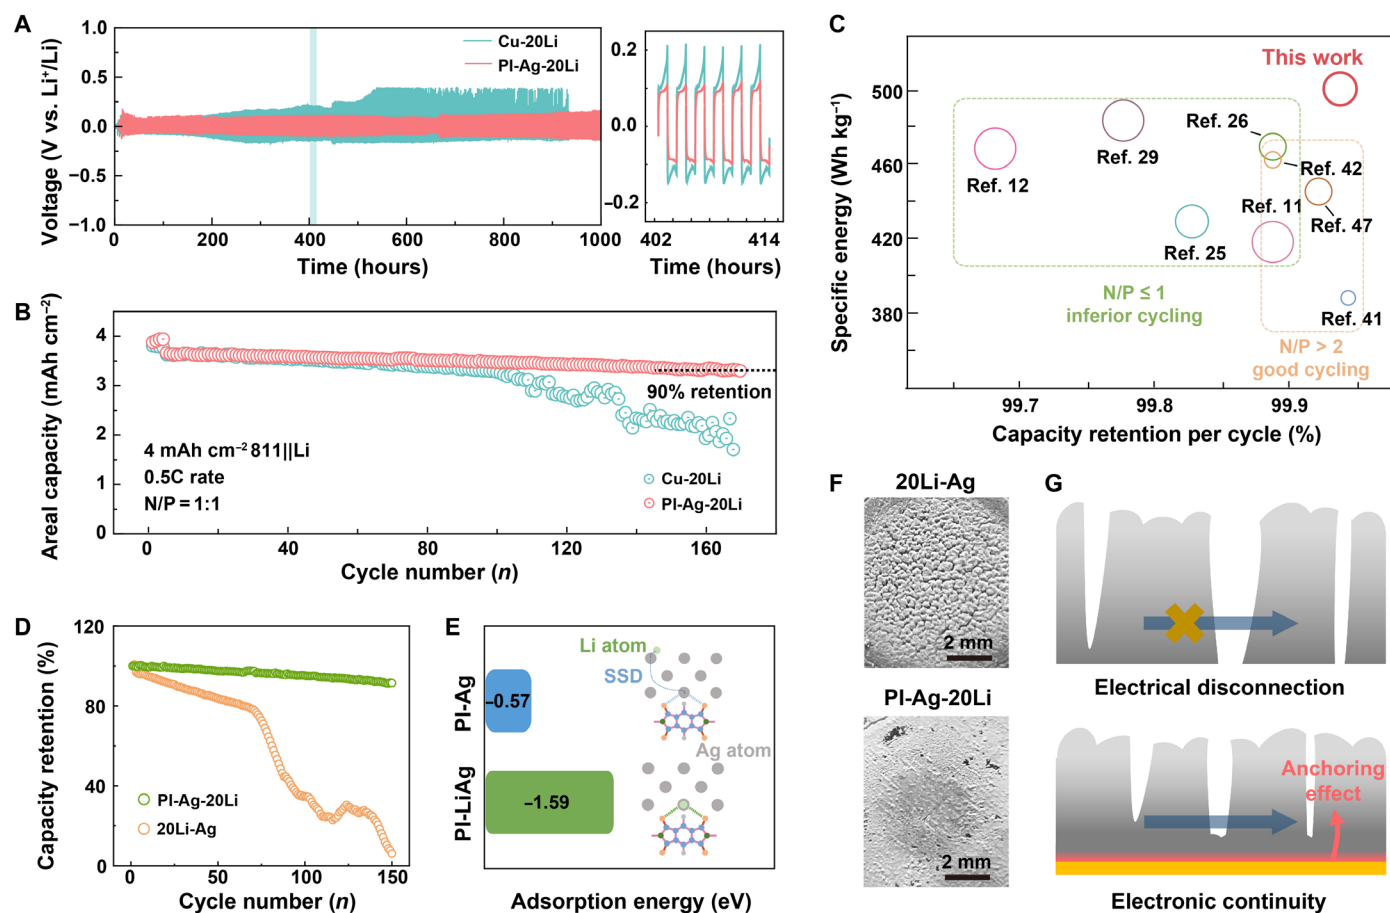 A
Voltage (V vs. Li⁺/Li)
1.0
0.5
0.0
−0.5
−1.0
Cu-20Li
PI-Ag-20Li
0 200 400 600 800 1000
Time (hours)
0.2
0.0
−0.2
402 414
Time (hours)
B
Areal capacity (mAh cm⁻²)
4
3
2
1
0
90% retention
4 mAh cm⁻² 811||Li
0.5C rate
N/P = 1:1
Cu-20Li
PI-Ag-20Li
0 40 80 120 160
Cycle number (n)
C
Specific energy (Wh kg⁻¹)
500
460
420
380
This work
Ref. 26
Ref. 29
Ref. 42
Ref. 12
Ref. 11
Ref. 47
Ref. 25
Ref. 41
N/P ≤ 1
inferior cycling
N/P > 2
good cycling
99.7 99.8 99.9
Capacity retention per cycle (%)
D
Capacity retention (%)
120
80
40
0
PI-Ag-20Li
20Li-Ag
0 50 100 150
Cycle number (n)
E
PI-Ag
−0.57
PI-LiAg
−1.59
Li atom
SSD
Ag atom
Adsorption energy (eV)
F
20Li-Ag
2 mm
PI-Ag-20Li
2 mm
G
Electrical disconnection
Anchoring
effect
Electronic continuity